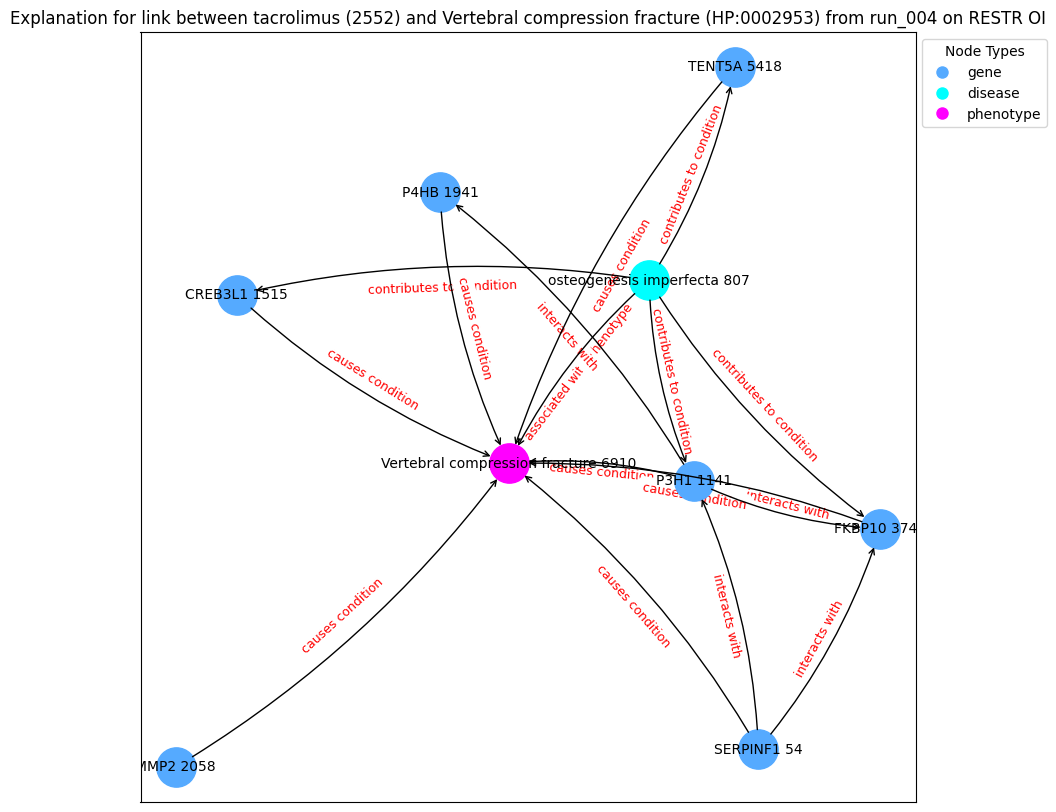 Explanation for link between tacrolimus (2552) and Vertebral compression fracture (HP:0002953) from run_004 on RESTR OI
Node Types
gene
disease
phenotype
TENT5A 5418
contributes to condition
P4HB 1941
causes condition
osteogenesis imperfecta 807
CREB3L1 1515
contributes to condition
causes condition
interacts with
associated with phenotype
contributes to condition
contributes to condition
causes condition
Vertebral compression fracture 6910
causes condition
P3H1 1141
causes condition
interacts with
FKBP10 374
causes condition
causes condition
interacts with
interacts with
MMP2 2058
SERPINF1 54